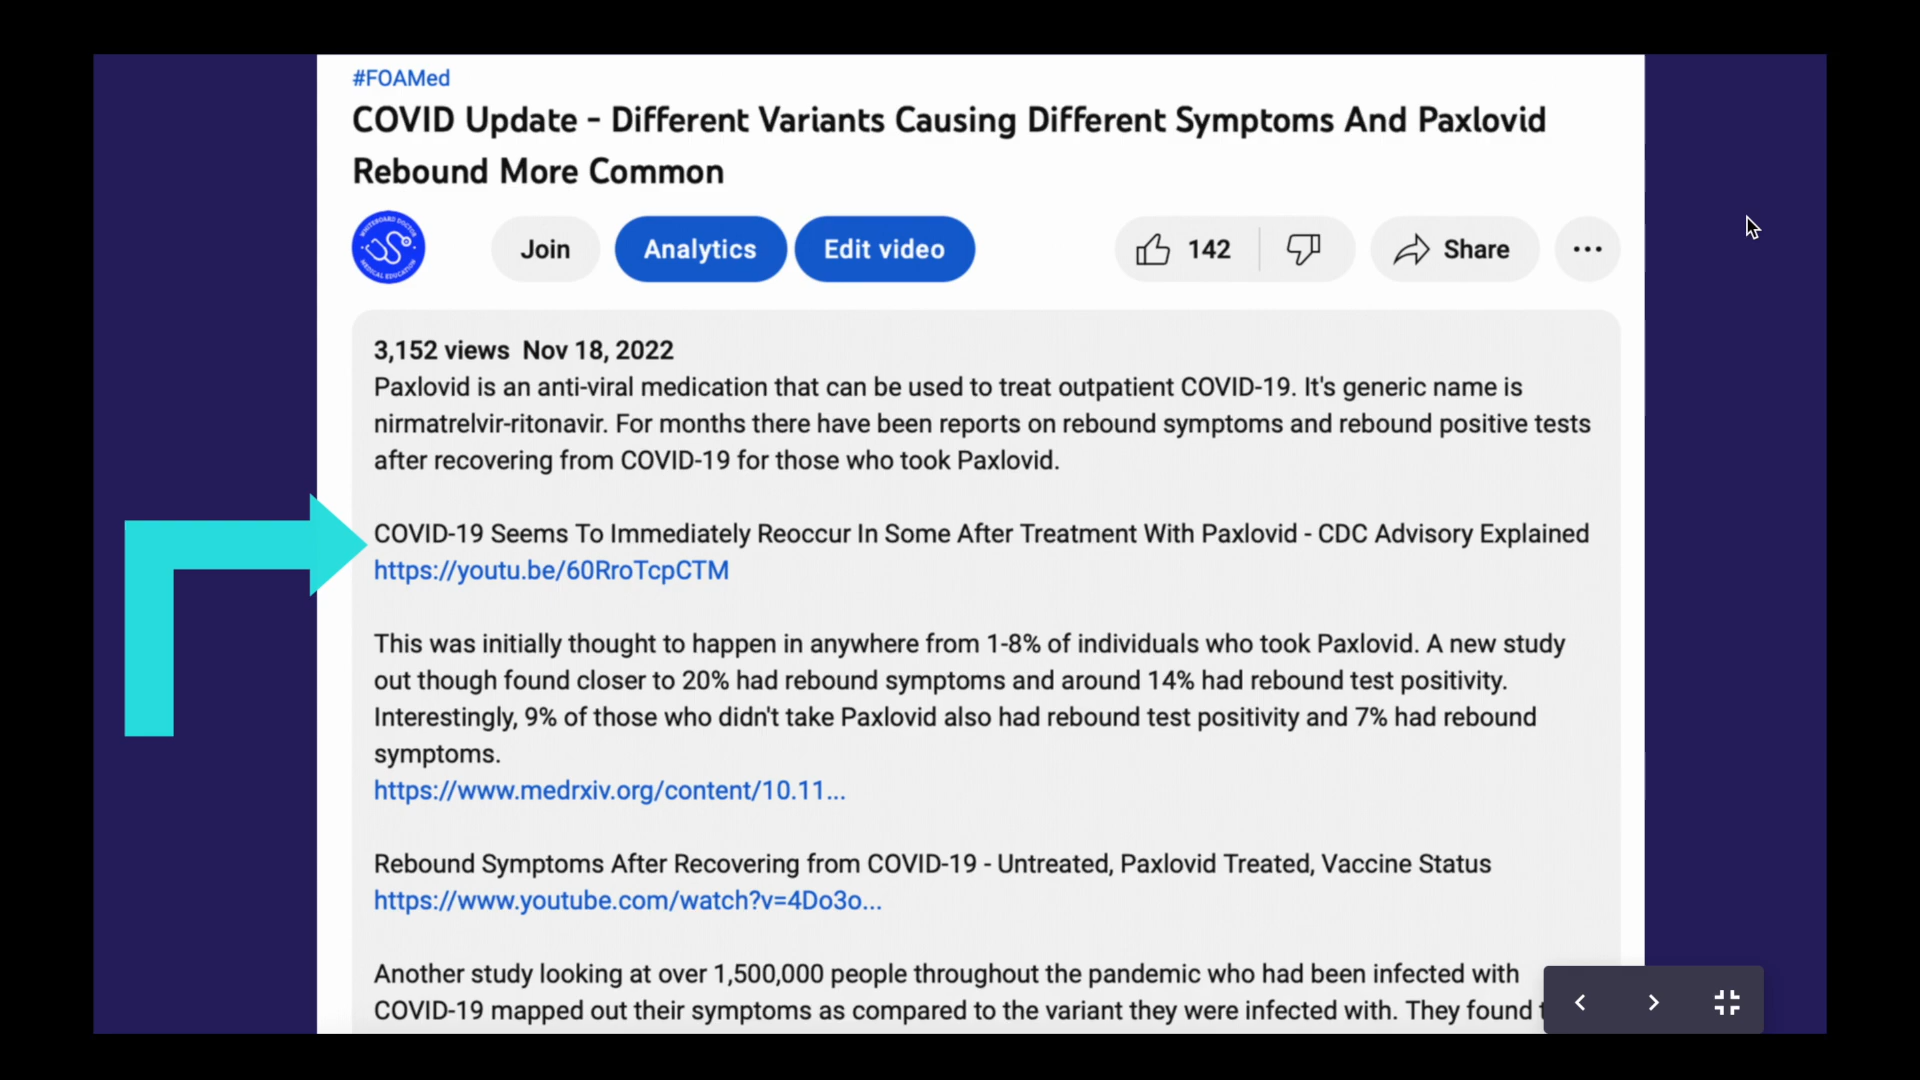 #FOAMed
COVID Update - Different Variants Causing Different Symptoms And Paxlovid
Rebound More Common
WHITEBOARD DOCTOR
MEDICAL EDUCATION
Join
Analytics
Edit video
142
Share
3,152 views Nov 18, 2022
Paxlovid is an anti-viral medication that can be used to treat outpatient COVID-19. It's generic name is
nirmatrelvir-ritonavir. For months there have been reports on rebound symptoms and rebound positive tests
after recovering from COVID-19 for those who took Paxlovid.
COVID-19 Seems To Immediately Reoccur In Some After Treatment With Paxlovid - CDC Advisory Explained
https://youtu.be/60RroTcpCTM
This was initially thought to happen in anywhere from 1-8% of individuals who took Paxlovid. A new study
out though found closer to 20% had rebound symptoms and around 14% had rebound test positivity.
Interestingly, 9% of those who didn't take Paxlovid also had rebound test positivity and 7% had rebound
symptoms.
https://www.medrxiv.org/content/10.11...
Rebound Symptoms After Recovering from COVID-19 - Untreated, Paxlovid Treated, Vaccine Status
https://www.youtube.com/watch?v=4Do3o...
Another study looking at over 1,500,000 people throughout the pandemic who had been infected with
COVID-19 mapped out their symptoms as compared to the variant they were infected with. They found